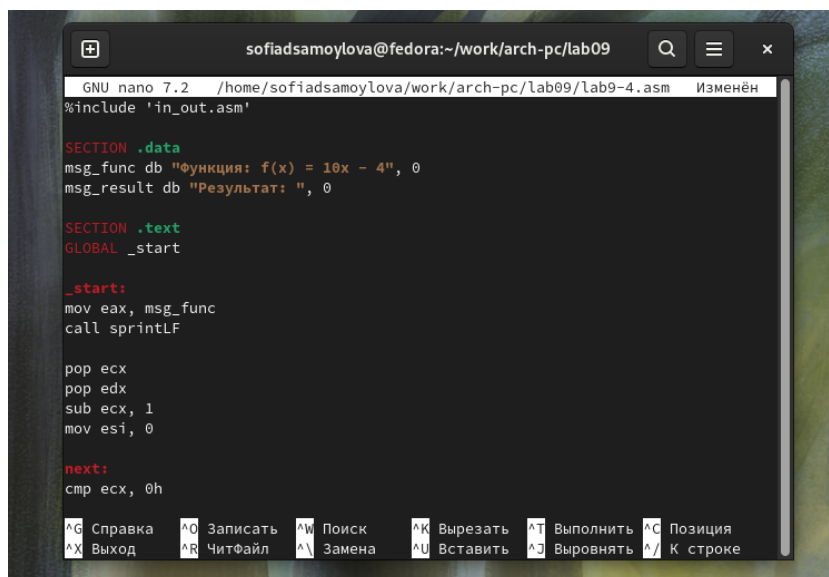 sofiadsamoylova@fedora:~/work/arch-pc/lab09
GNU nano 7.2 /home/sofiadsamoylova/work/arch-pc/lab09/lab9-4.asm Изменён
%include 'in_out.asm'
SECTION .data
msg_func db "Функция: f(x) = 10x - 4", 0
msg_result db "Результат: ", 0
SECTION .text
GLOBAL _start
_start:
mov eax, msg_func
call sprintLF
pop ecx
pop edx
sub ecx, 1
mov esi, 0
next:
cmp ecx, 0h
^G Справка ^O Записать ^W Поиск ^K Вырезать ^T Выполнить ^C Позиция
^X Выход ^R ЧитФайл ^\ Замена ^U Вставить ^J Выровнять ^/ К строке